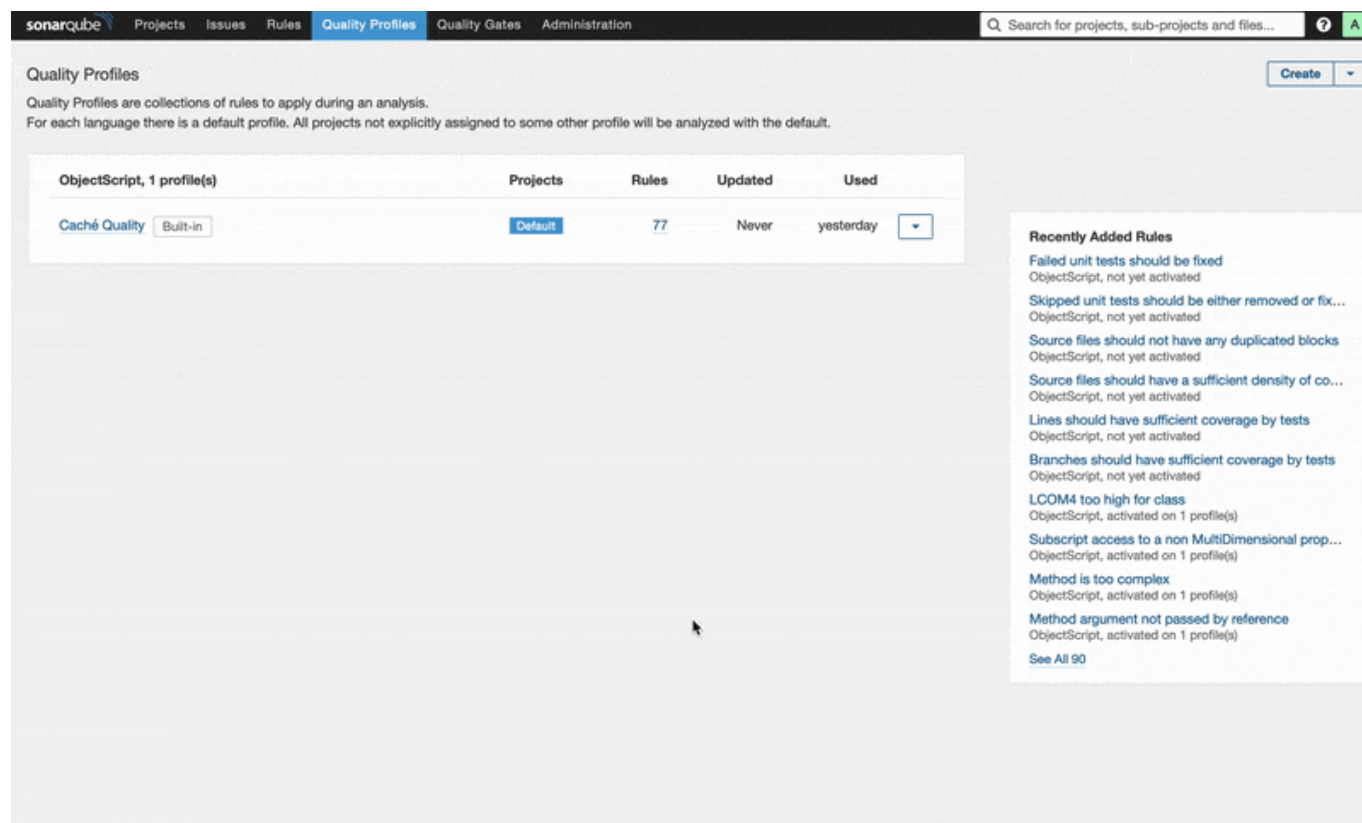 sonarqube Projects Issues Rules Quality Profiles Quality Gates Administration Search for projects, sub-projects and files... ? A
Quality Profiles
Create
Quality Profiles are collections of rules to apply during an analysis.
For each language there is a default profile. All projects not explicitly assigned to some other profile will be analyzed with the default.
ObjectScript, 1 profile(s) Projects Rules Updated Used
Caché Quality Built-in Default 77 Never yesterday
Recently Added Rules
Failed unit tests should be fixed
ObjectScript, not yet activated
Skipped unit tests should be either removed or fix...
ObjectScript, not yet activated
Source files should not have any duplicated blocks
ObjectScript, not yet activated
Source files should have a sufficient density of co...
ObjectScript, not yet activated
Lines should have sufficient coverage by tests
ObjectScript, not yet activated
Branches should have sufficient coverage by tests
ObjectScript, not yet activated
LCOM4 too high for class
ObjectScript, activated on 1 profile(s)
Subscript access to a non MultiDimensional prop...
ObjectScript, activated on 1 profile(s)
Method is too complex
ObjectScript, activated on 1 profile(s)
Method argument not passed by reference
ObjectScript, activated on 1 profile(s)
See All 90